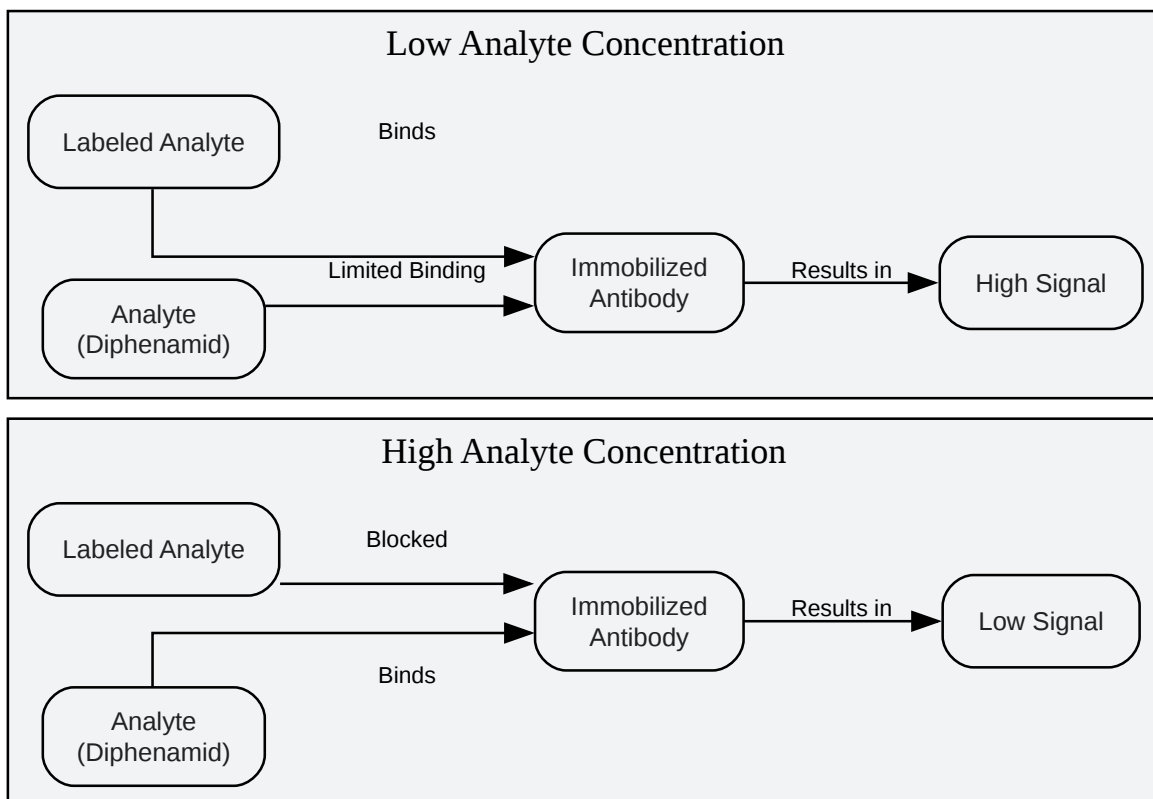 Low Analyte Concentration
Labeled Analyte
Binds
Limited Binding
Analyte
(Diphenamid)
Immobilized
Antibody
Results in
High Signal
High Analyte Concentration
Labeled Analyte
Blocked
Binds
Analyte
(Diphenamid)
Immobilized
Antibody
Results in
Low Signal